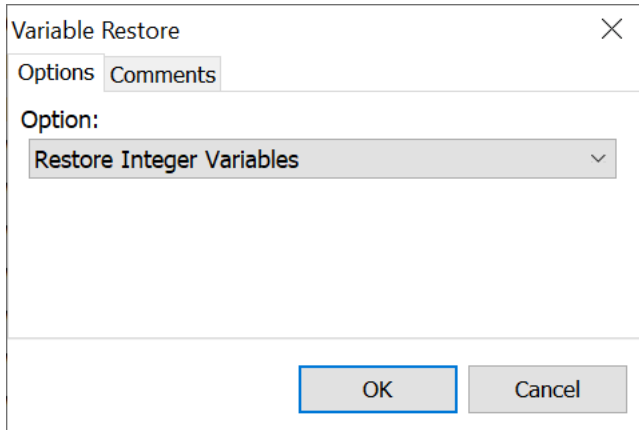 Variable Restore
Options Comments
Option:
Restore Integer Variables
OK Cancel